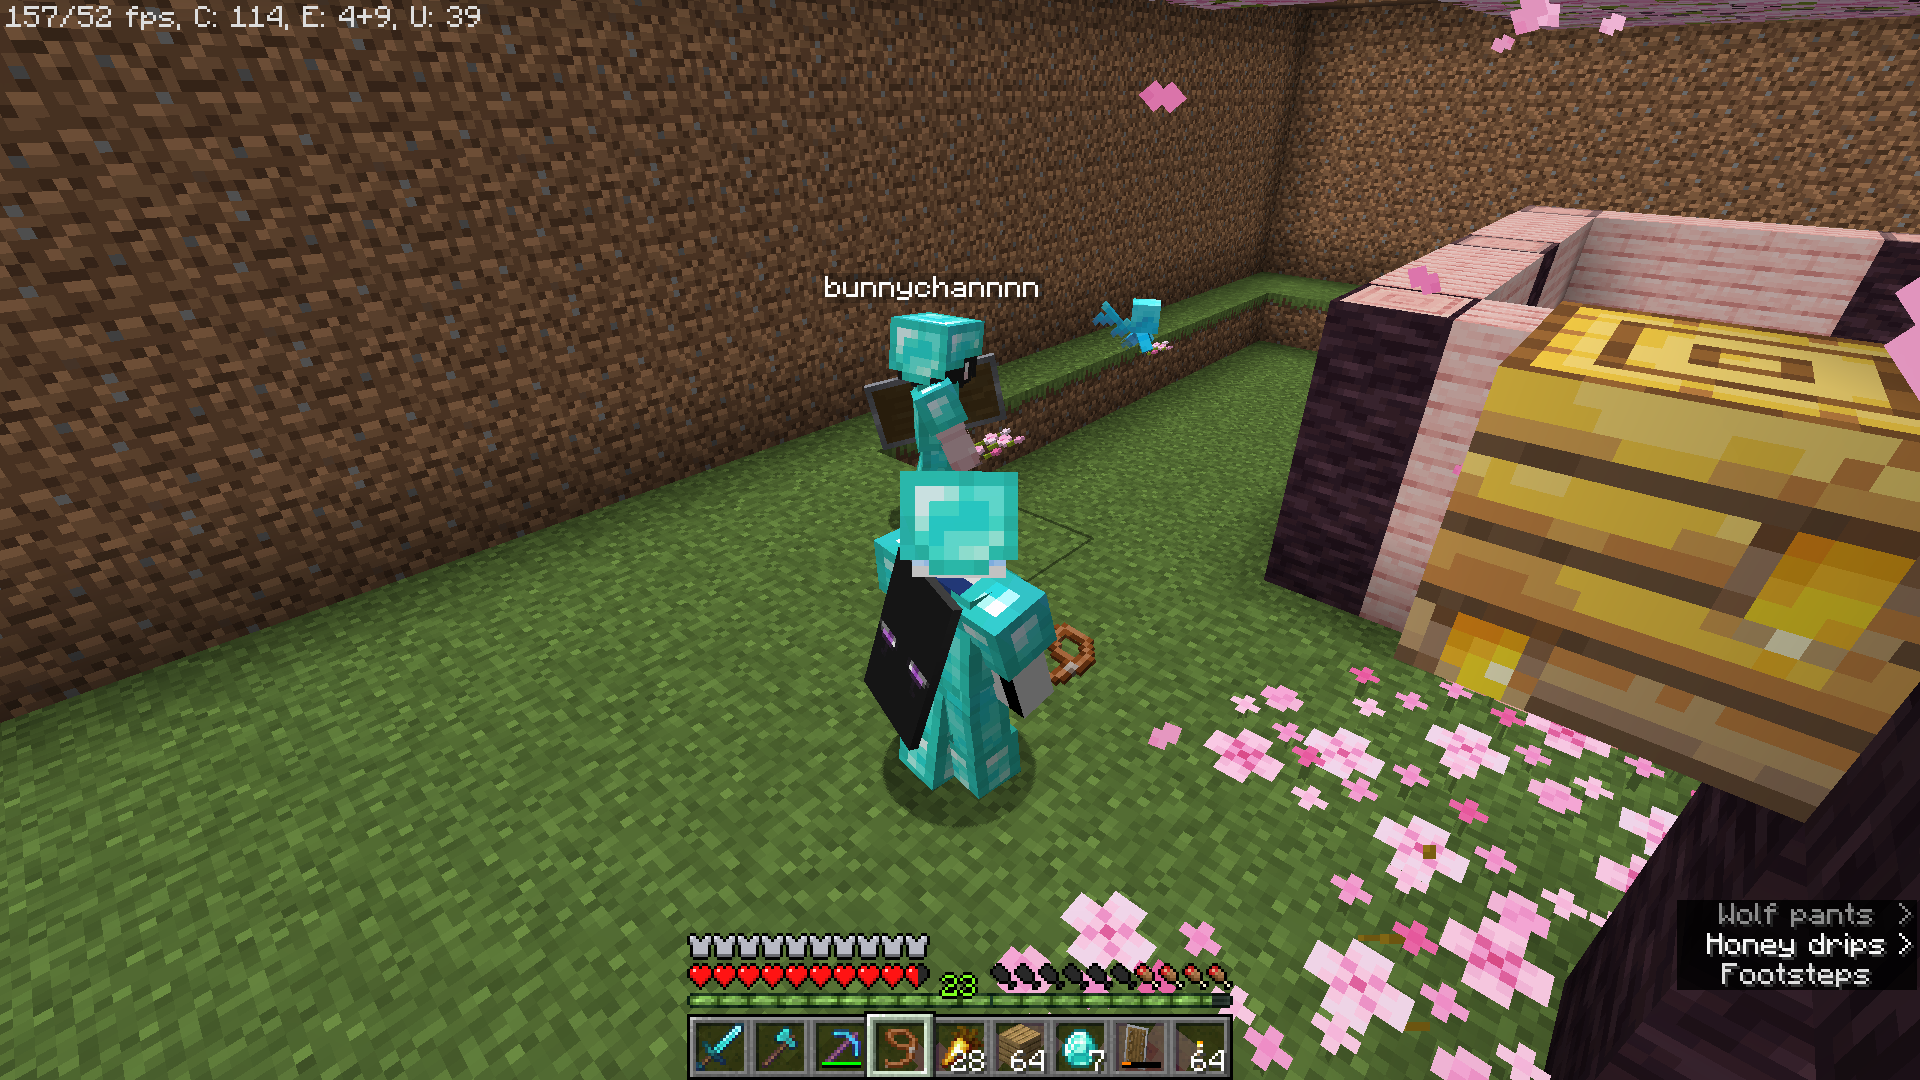 157/52 fps, C: 114, E: 4+9, U: 39
bunnychannnn
Wolf pants >
Honey drips >
Footsteps
23
28 64 7 64